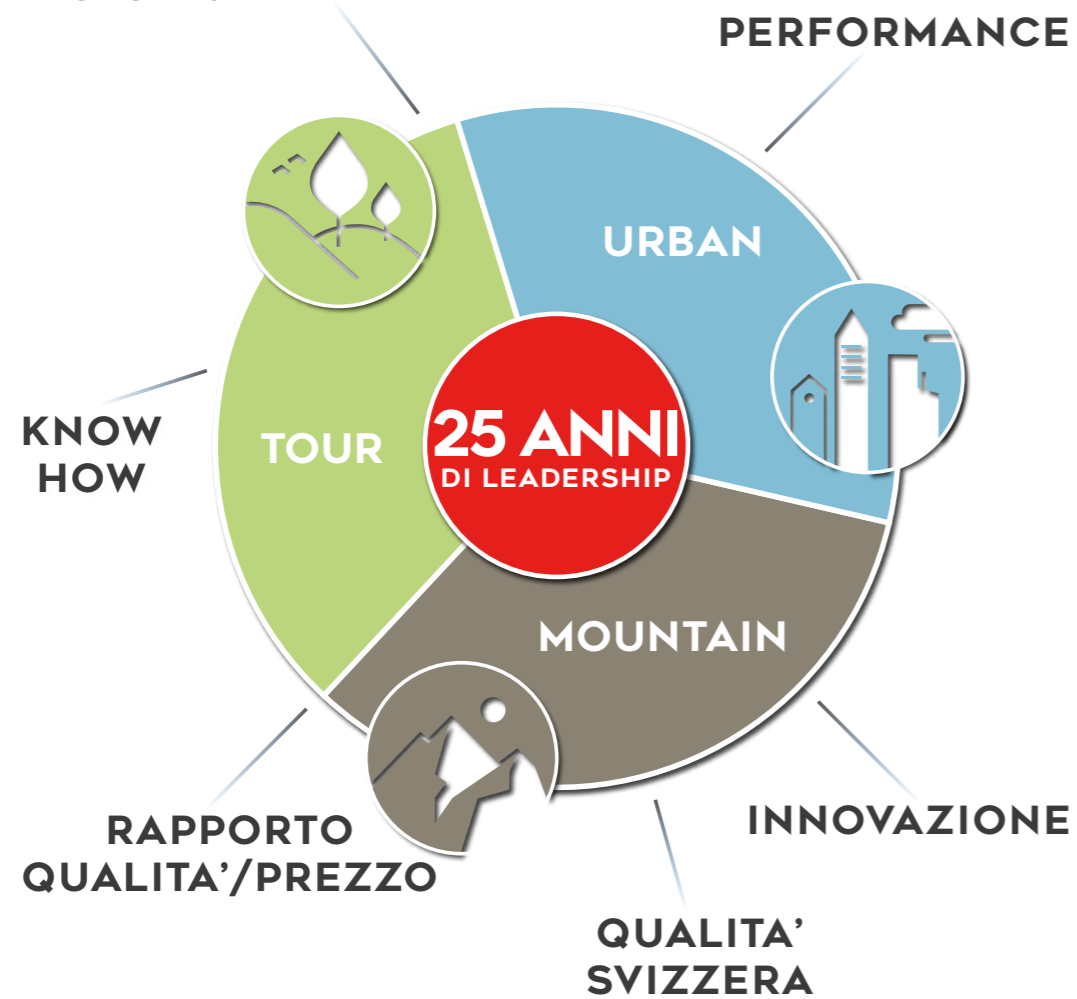 PERFORMANCE
URBAN
KNOW
HOW
TOUR
25 ANNI
DI LEADERSHIP
MOUNTAIN
INNOVAZIONE
RAPPORTO
QUALITA’/PREZZO
QUALITA’
SVIZZERA